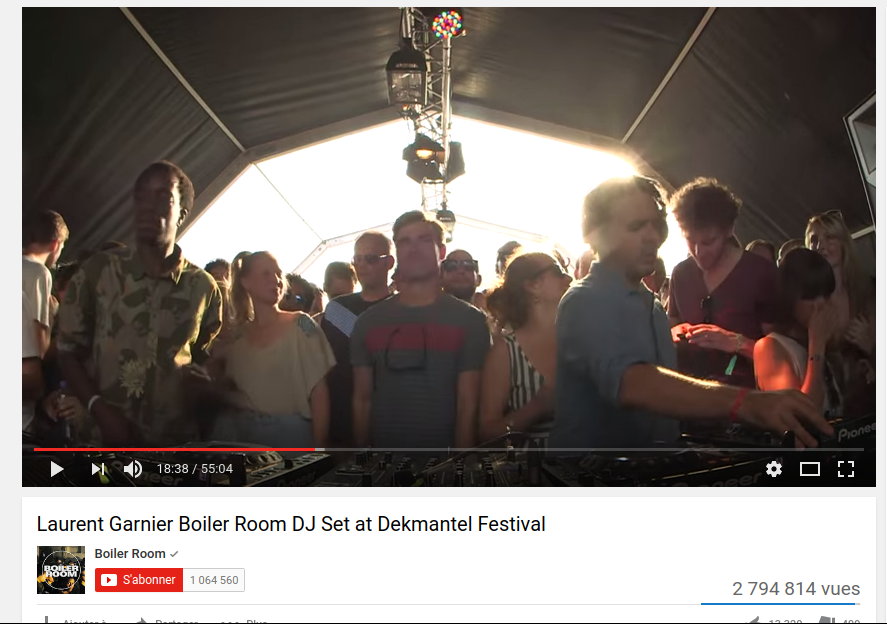 Pioneer
18:38 / 55:04
Laurent Garnier Boiler Room DJ Set at Dekmantel Festival
BOILER
ROOM
Boiler Room
S'abonner
1 064 560
2 794 814 vues